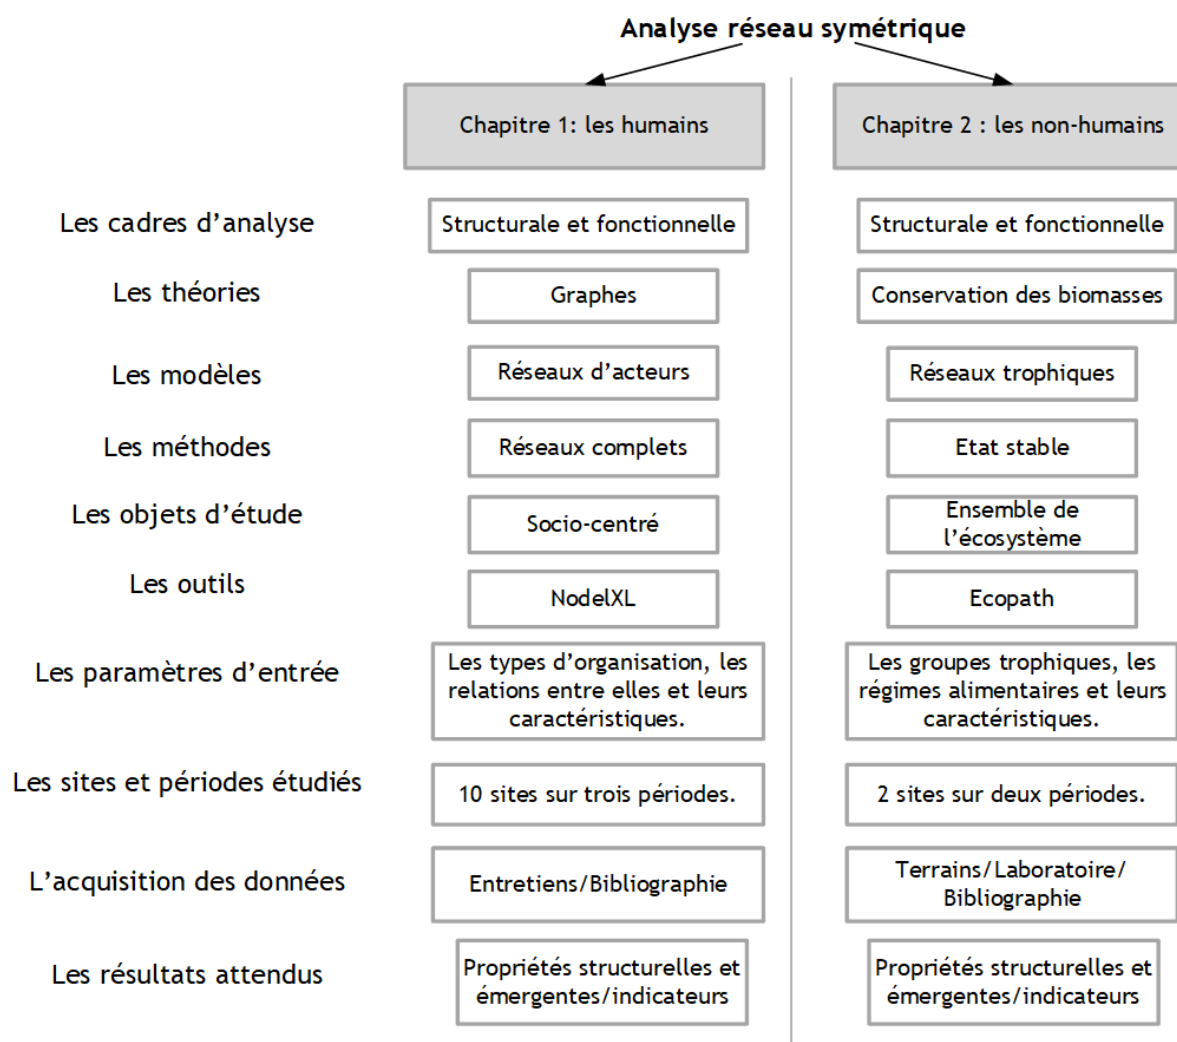 Analyse réseau symétrique
Chapitre 1: les humains
Chapitre 2 : les non-humains
Les cadres d’analyse
Structurale et fonctionnelle
Structurale et fonctionnelle
Les théories
Graphes
Conservation des biomasses
Les modèles
Réseaux d’acteurs
Réseaux trophiques
Les méthodes
Réseaux complets
Etat stable
Les objets d’étude
Socio-centré
Ensemble de
l’écosystème
Les outils
NodelXL
Ecopath
Les paramètres d’entrée
Les types d’organisation, les
relations entre elles et leurs
caractéristiques.
Les groupes trophiques, les
régimes alimentaires et leurs
caractéristiques.
Les sites et périodes étudiés
10 sites sur trois périodes.
2 sites sur deux périodes.
L’acquisition des données
Entretiens/Bibliographie
Terrains/Laboratoire/
Bibliographie
Les résultats attendus
Propriétés structurelles et
émergentes/indicateurs
Propriétés structurelles et
émergentes/indicateurs